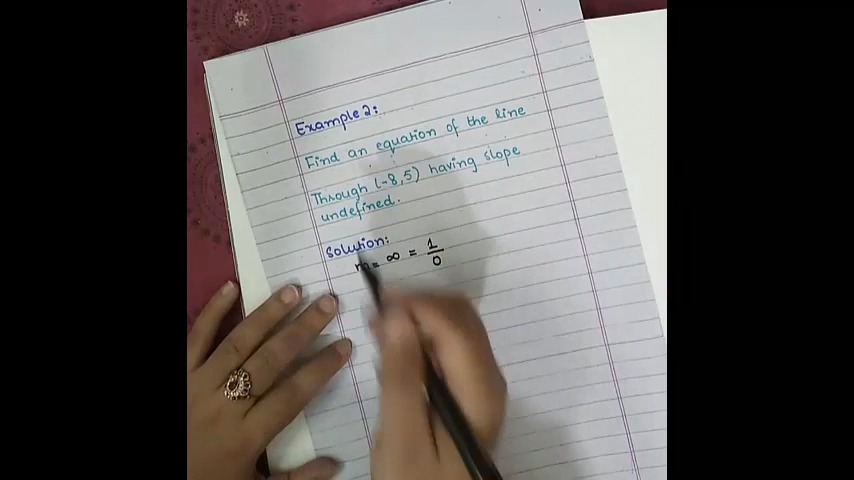 Example 2:
Find an equation of the line
Through (-8,5) having slope
undefined.
Solution:
m = ∞ = 1/0